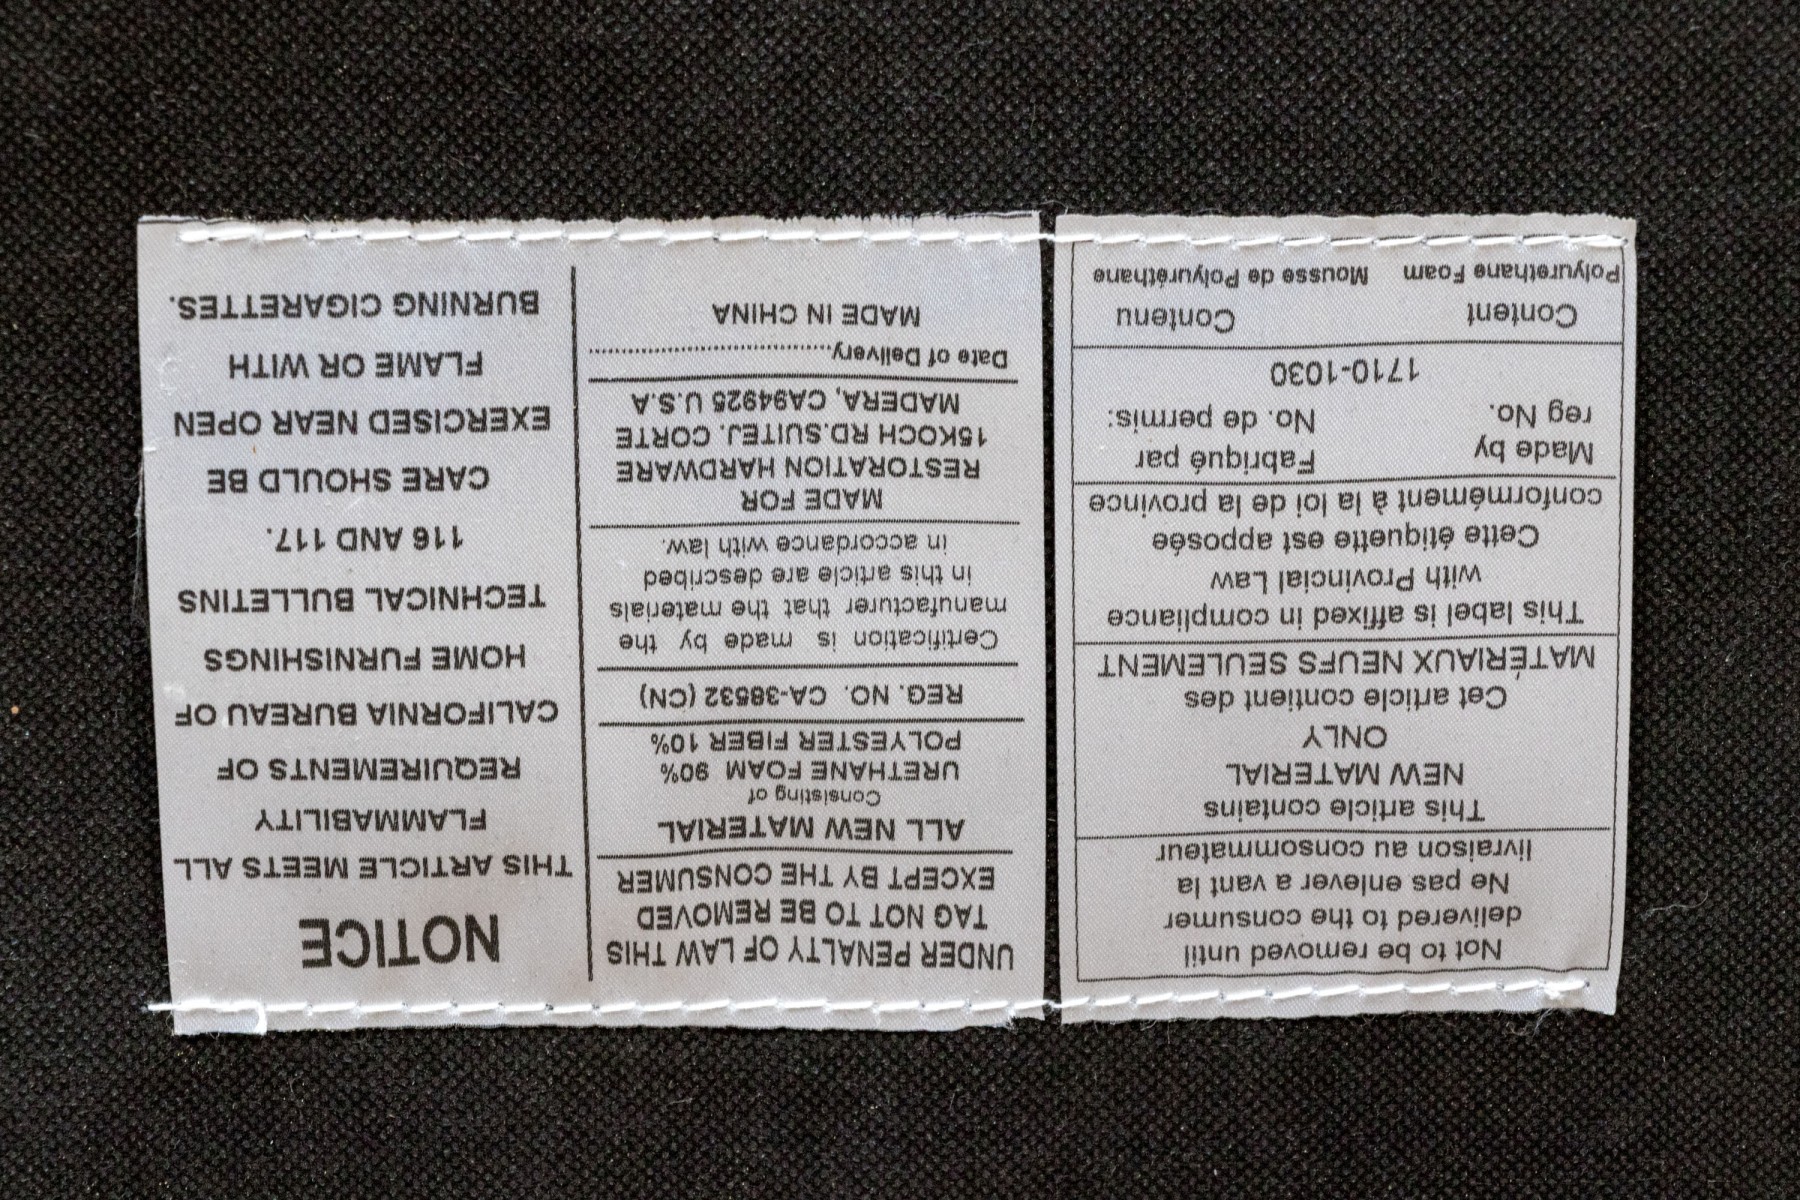 Not to be removed until
delivered to the consumer
Ne pas enlever a vant la
livraison au consommateur
This article contains
NEW MATERIAL
ONLY
Cet article contient des
MATÉRIAUX NEUFS SEULEMENT
This label is affixed in compliance
with Provincial Law
Cette étiquette est apposée
conformément à la loi de la province
Made by Fabriqué par
reg No. No. de permis:
1710-1030
Content Contenu
Polyurethane Foam Mousse de Polyuréthane
UNDER PENALTY OF LAW THIS
TAG NOT TO BE REMOVED
EXCEPT BY THE CONSUMER
ALL NEW MATERIAL
Consisting of
URETHANE FOAM 90%
POLYESTER FIBER 10%
REG. NO. CA-38532 (CN)
Certification is made by the
manufacturer that the materials
in this article are described
in accordance with law.
MADE FOR
RESTORATION HARDWARE
15KOCH RD.SUITEJ. CORTE
MADERA, CA94925 U.S.A
Date of Delivery................................
MADE IN CHINA
NOTICE
THIS ARTICLE MEETS ALL
FLAMMABILITY
REQUIREMENTS OF
CALIFORNIA BUREAU OF
HOME FURNISHINGS
TECHNICAL BULLETINS
116 AND 117.
CARE SHOULD BE
EXERCISED NEAR OPEN
FLAME OR WITH
BURNING CIGARETTES.